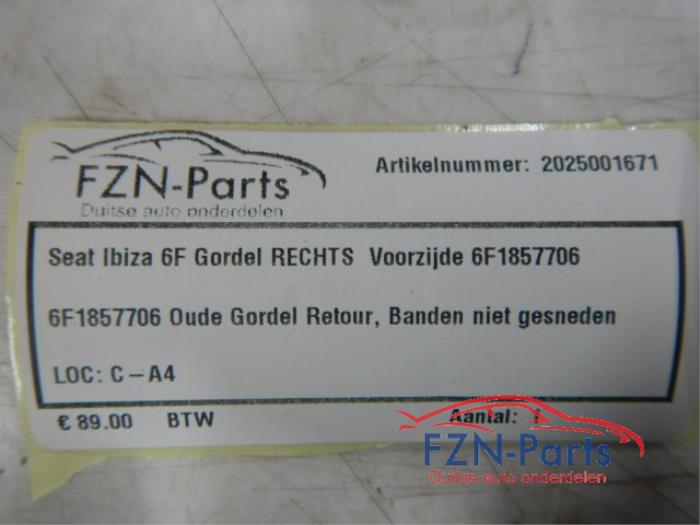 FZN-Parts
Duitse auto onderdelen
Artikelnummer: 2025001671
Seat Ibiza 6F Gordel RECHTS Voorzijde 6F1857706
6F1857706 Oude Gordel Retour, Banden niet gesneden
LOC: C-A4
€ 89.00 BTW Aantal: 1
FZN-Parts
Duitse auto onderdelen